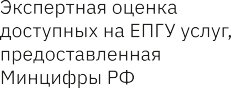 Экспертная оценка
доступных на ЕПГУ услуг,
предоставленная
Минцифры РФ